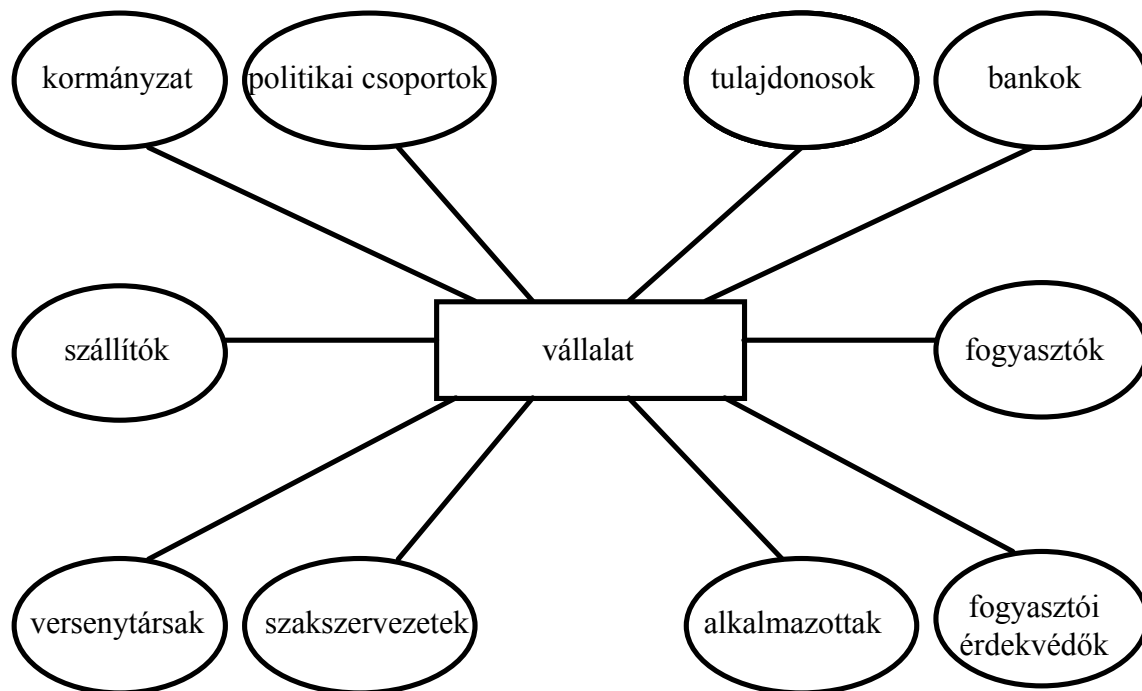 kormányzat
politikai csoportok
tulajdonosok
bankok
szállítók
vállalat
fogyasztók
versenytársak
szakszervezetek
alkalmazottak
fogyasztói
érdekvédők